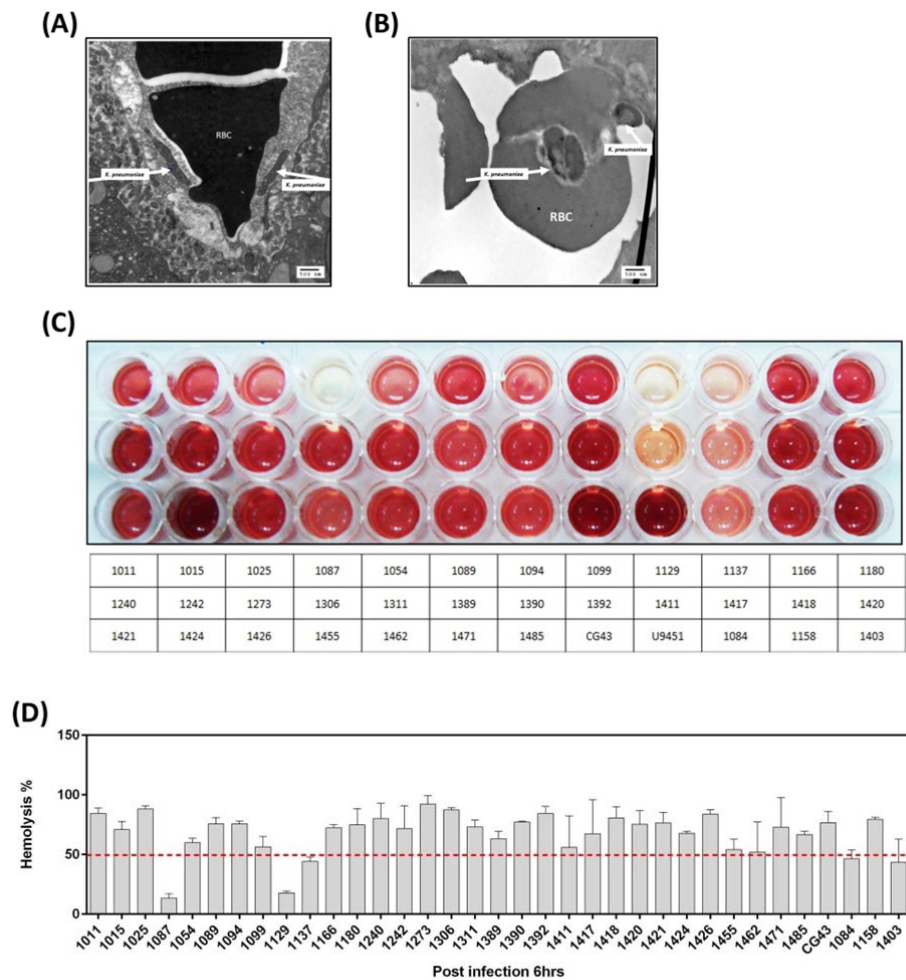 (A)
(B)
RBC
K. pneumoniae
K. pneumoniae
500 nm
K. pneumoniae
K. pneumoniae
RBC
500 nm
(C)
1011 1015 1025 1087 1054 1089 1094 1099 1129 1137 1166 1180
1240 1242 1273 1306 1311 1389 1390 1392 1411 1417 1418 1420
1421 1424 1426 1455 1462 1471 1485 CG43 U9451 1084 1158 1403
(D)
150
100
50
0
Hemolysis %
1011 1015 1025 1087 1054 1089 1094 1099 1129 1137 1166 1180 1240 1242 1273 1306 1311 1389 1390 1392 1411 1417 1418 1420 1421 1424 1426 1455 1462 1471 1485 CG43 1084 1158 1403
Post infection 6hrs